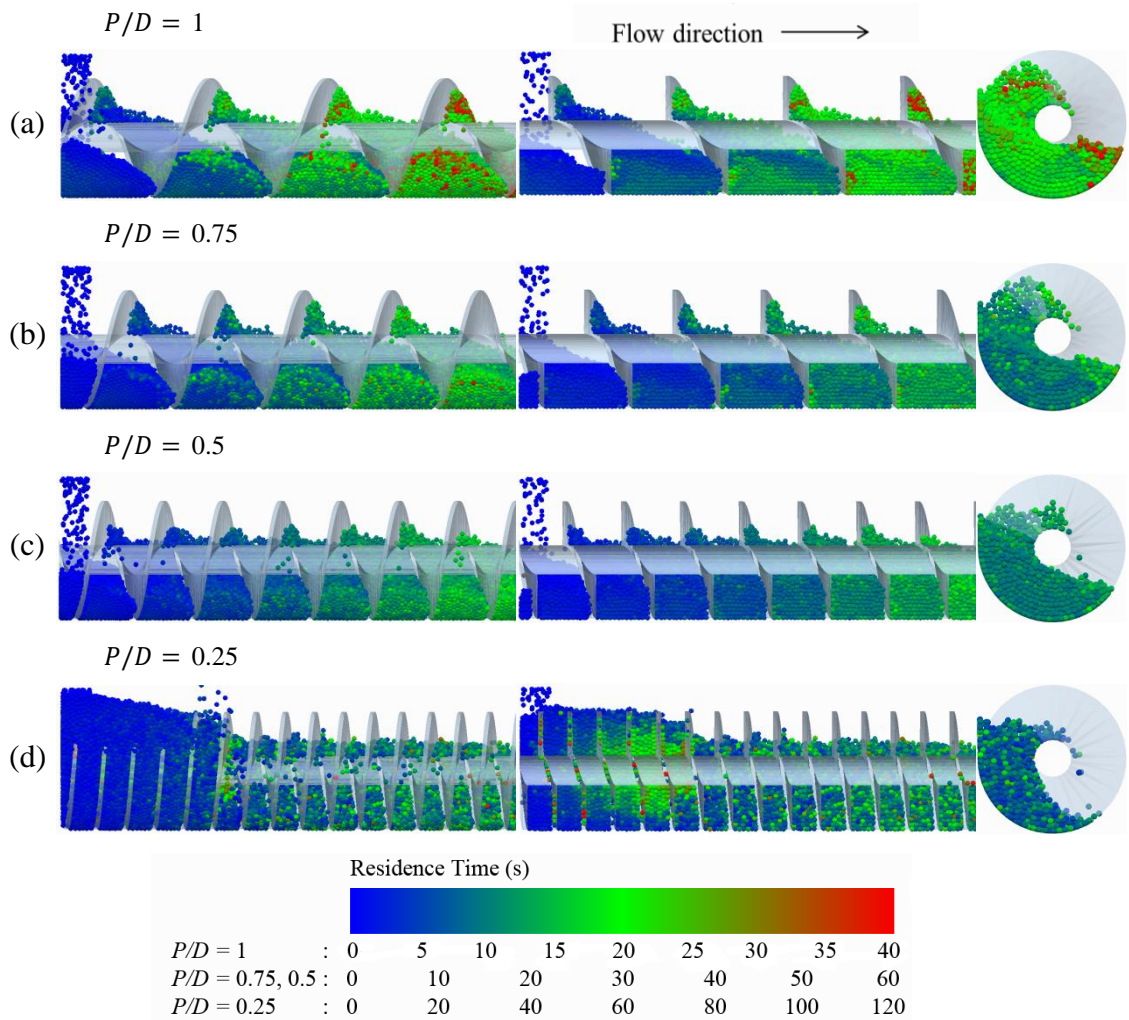 P/D = 1
Flow direction
(a)
P/D = 0.75
(b)
P/D = 0.5
(c)
P/D = 0.25
(d)
Residence Time (s)
P/D = 1 : 0 5 10 15 20 25 30 35 40
P/D = 0.75, 0.5 : 0 10 20 30 40 50 60
P/D = 0.25 : 0 20 40 60 80 100 120